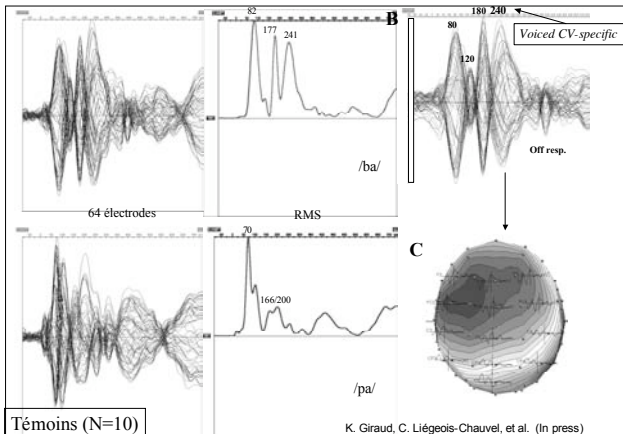 82
177
241
B
180 240
Voiced CV-specific
80
120
/ba/
Off resp.
64 électrodes
RMS
70
C
166/200
/pa/
Témoins (N=10)
K. Giraud, C. Liégeois-Chauvel, et al. (In press)